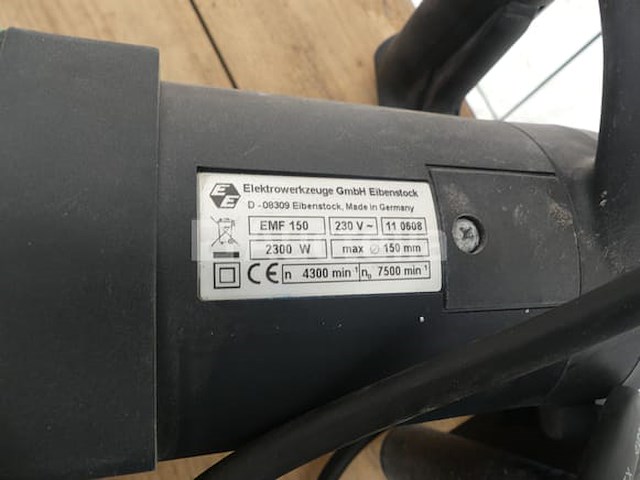 EE
Elektrowerkzeuge GmbH Eibenstock
D - 08309 Eibenstock, Made in Germany
EMF 150 230 V ~ 11 0608
2300 W max ⌀ 150 mm
CE n 4300 min⁻¹ n₀ 7500 min⁻¹